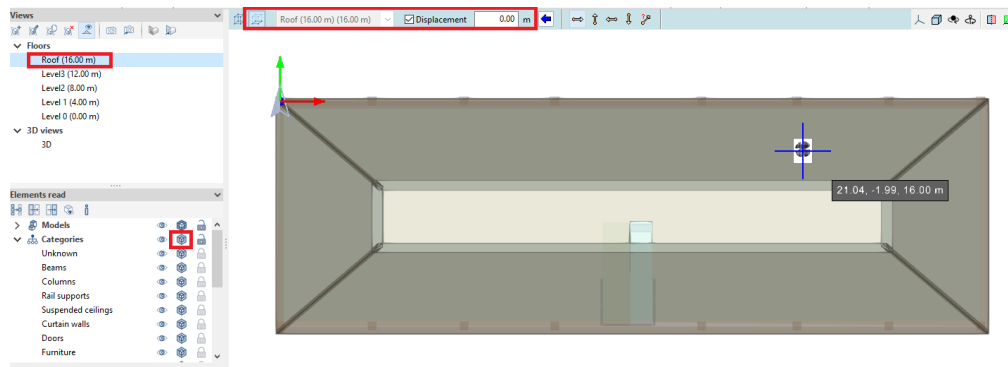 Views
Floors
Roof (16.00 m)
Level3 (12.00 m)
Level2 (8.00 m)
Level 1 (4.00 m)
Level 0 (0.00 m)
3D views
3D
Elements read
Models
Categories
Unknown
Beams
Columns
Rail supports
Suspended ceilings
Curtain walls
Doors
Furniture
Roof (16.00 m) (16.00 m) Displacement 0.00 m
21.04, -1.99, 16.00 m